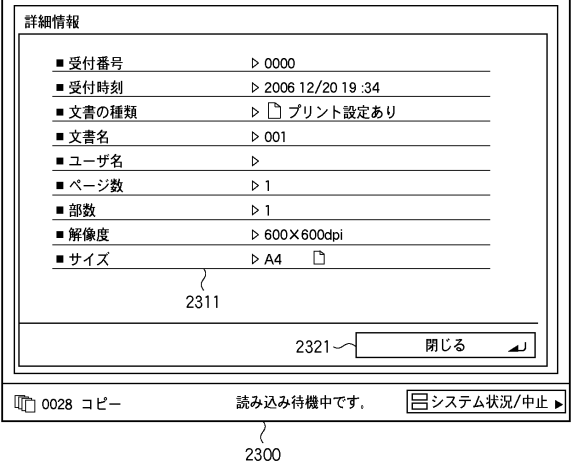 詳細情報
■ 受付番号 ▷ 0000
■ 受付時刻 ▷ 2006 12/20 19 :34
■ 文書の種類 ▷ プリント設定あり
■ 文書名 ▷ 001
■ ユーザ名 ▷
■ ページ数 ▷ 1
■ 部数 ▷ 1
■ 解像度 ▷ 600×600dpi
■ サイズ ▷ A4
2311
2321 閉じる
0028 コピー 読み込み待機中です. システム状況/中止 ▶
2300